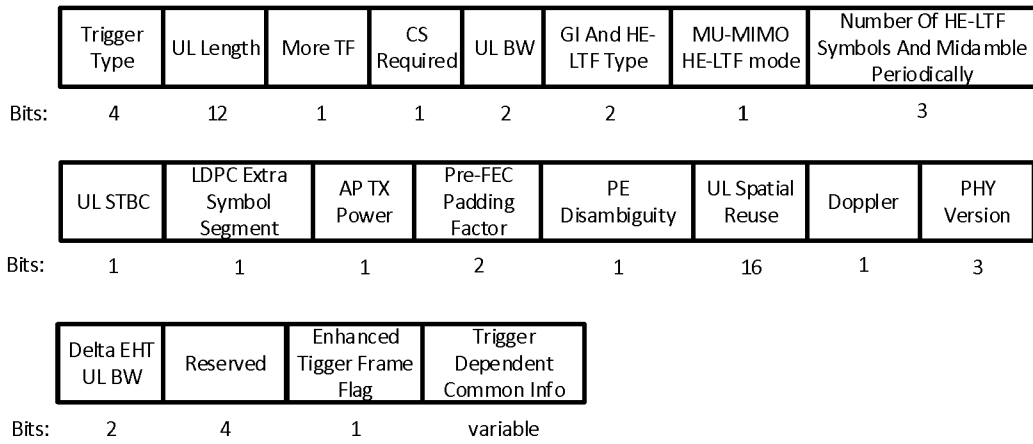 Trigger Type
UL Length
More TF
CS Required
UL BW
GI And HE-LTF Type
MU-MIMO HE-LTF mode
Number Of HE-LTF Symbols And Midamble Periodically
Bits: 4 12 1 1 2 2 1 3
UL STBC
LDPC Extra Symbol Segment
AP TX Power
Pre-FEC Padding Factor
PE Disambiguity
UL Spatial Reuse
Doppler
PHY Version
Bits: 1 1 1 2 1 16 1 3
Delta EHT UL BW
Reserved
Enhanced Tigger Frame Flag
Trigger Dependent Common Info
Bits: 2 4 1 variable